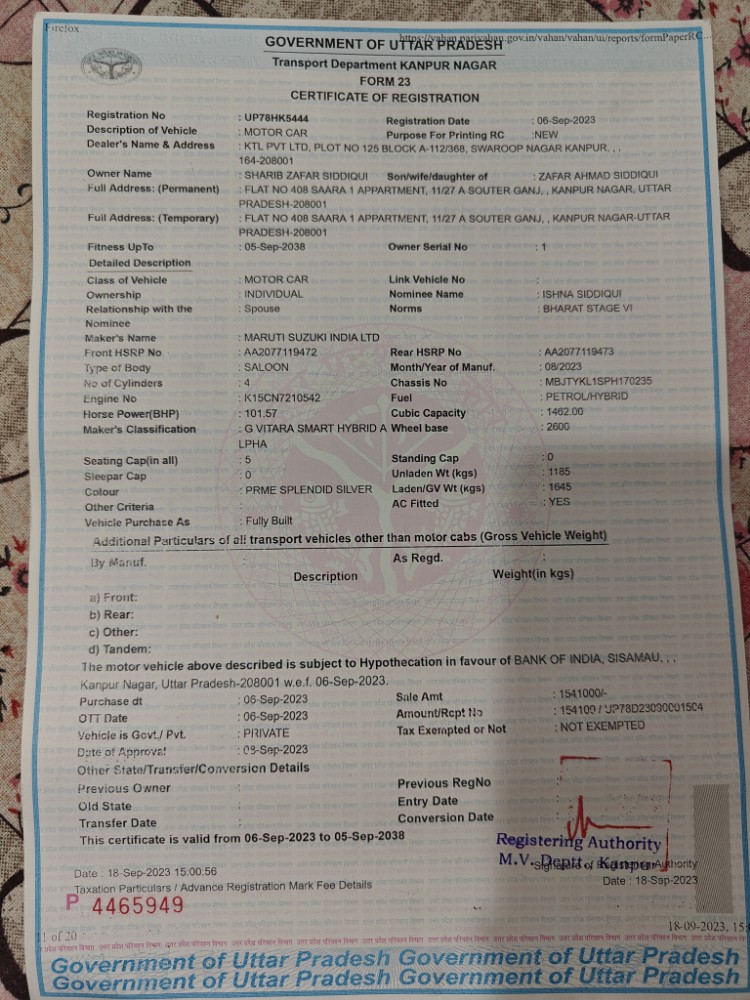 Firefox
https://vahan.parivahan.gov.in/vahan/vahan/ui/reports/formPaperRC...
GOVERNMENT OF UTTAR PRADESH
Transport Department KANPUR NAGAR
FORM 23
CERTIFICATE OF REGISTRATION
Registration No : UP78HK5444 Registration Date : 06-Sep-2023
Description of Vehicle : MOTOR CAR Purpose For Printing RC :NEW
Dealer's Name & Address : KTL PVT LTD, PLOT NO 125 BLOCK A-112/368, SWAROOP NAGAR KANPUR, , ,
164-208001
Owner Name : SHARIB ZAFAR SIDDIQUI Son/wife/daughter of : ZAFAR AHMAD SIDDIQUI
Full Address: (Permanent) : FLAT NO 408 SAARA 1 APPARTMENT, 11/27 A SOUTER GANJ, , KANPUR NAGAR, UTTAR
PRADESH-208001
Full Address: (Temporary) : FLAT NO 408 SAARA 1 APPARTMENT, 11/27 A SOUTER GANJ, , KANPUR NAGAR-UTTAR
PRADESH-208001
Fitness UpTo : 05-Sep-2038 Owner Serial No : 1
Detailed Description
Class of Vehicle : MOTOR CAR Link Vehicle No :
Ownership : INDIVIDUAL Nominee Name : ISHNA SIDDIQUI
Relationship with the : Spouse Norms : BHARAT STAGE VI
Nominee
Maker's Name : MARUTI SUZUKI INDIA LTD
Front HSRP No : AA2077119472 Rear HSRP No : AA2077119473
Type of Body : SALOON Month/Year of Manuf. : 08/2023
No of Cylinders : 4 Chassis No : MBJTYKL1SPH170235
Engine No : K15CN7210542 Fuel : PETROL/HYBRID
Horse Power(BHP) : 101.57 Cubic Capacity : 1462.00
Maker's Classification : G VITARA SMART HYBRID A Wheel base : 2600
LPHA
Seating Cap(in all) : 5 Standing Cap : 0
Sleepar Cap : 0 Unladen Wt (kgs) : 1185
Colour : PRME SPLENDID SILVER Laden/GV Wt (kgs) : 1645
Other Criteria : AC Fitted : YES
Vehicle Purchase As : Fully Built
Additional Particulars of all transport vehicles other than motor cabs (Gross Vehicle Weight)
By Manuf. : As Regd. :
Description Weight(in kgs)
a) Front:
b) Rear:
c) Other:
d) Tandem:
The motor vehicle above described is subject to Hypothecation in favour of BANK OF INDIA, SISAMAU, , ,
Kanpur Nagar, Uttar Pradesh-208001 w.e.f. 06-Sep-2023.
Purchase dt : 06-Sep-2023 Sale Amt : 1541000/-
OTT Date : 06-Sep-2023 Amount/Rcpt No : 154100 / UP78D23090001504
Vehicle is Govt./ Pvt. : PRIVATE Tax Exempted or Not : NOT EXEMPTED
Date of Approval : 08-Sep-2023
Other State/Transfer/Conversion Details
Previous Owner : Previous RegNo
Old State : Entry Date
Transfer Date : Conversion Date
This certificate is valid from 06-Sep-2023 to 05-Sep-2038
Registering Authority
M.V. Deptt. Kanpur
Signature of Registering Authority
Date : 18-Sep-2023 15:00:56 Date : 18-Sep-2023
Taxation Particulars / Advance Registration Mark Fee Details
P 4465949
1 of 20 18-09-2023, 15:
उत्तर प्रदेश परिवहन विभाग उत्तर प्रदेश परिवहन विभाग उत्तर प्रदेश परिवहन विभाग
Government of Uttar Pradesh Government of Uttar Pradesh
Government of Uttar Pradesh Government of Uttar Pradesh